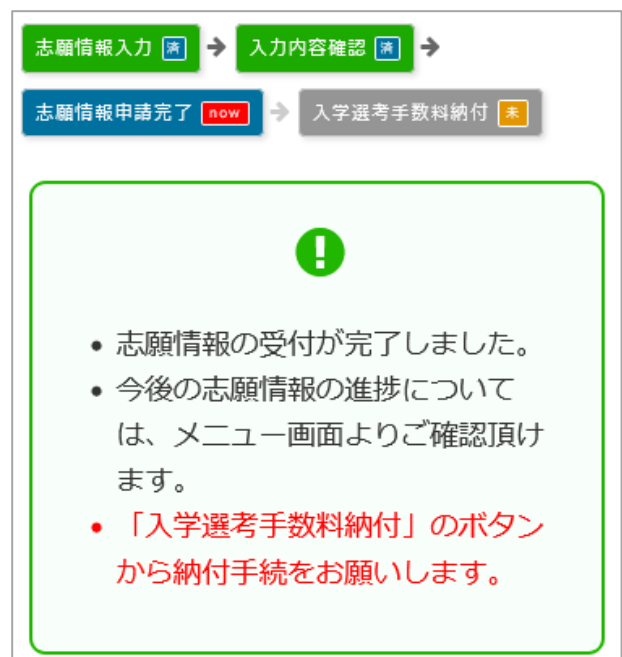 志願情報入力 済 → 入力内容確認 済 →
志願情報申請完了 now → 入学選考手数料納付 未
• 志願情報の受付が完了しました。
• 今後の志願情報の進捗について
は、メニュー画面よりご確認頂け
ます。
• 「入学選考手数料納付」のボタン
から納付手続をお願いします。